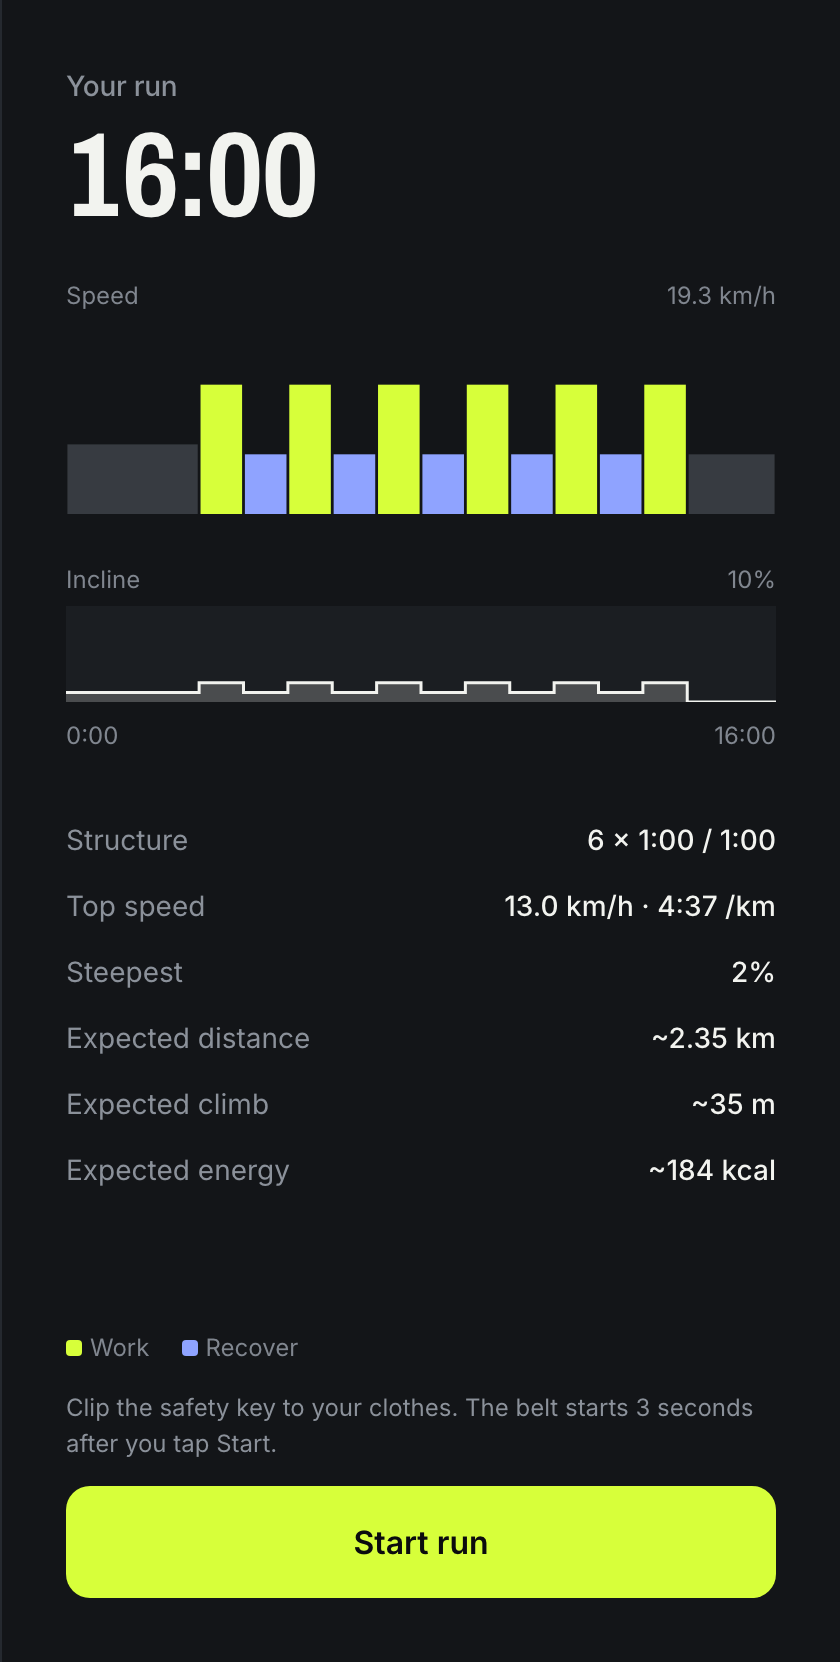 Your run
16:00
Speed 19.3 km/h
Incline 10%
0:00 16:00
Structure 6 × 1:00 / 1:00
Top speed 13.0 km/h · 4:37 /km
Steepest 2%
Expected distance ~2.35 km
Expected climb ~35 m
Expected energy ~184 kcal
Work Recover
Clip the safety key to your clothes. The belt starts 3 seconds
after you tap Start.
Start run